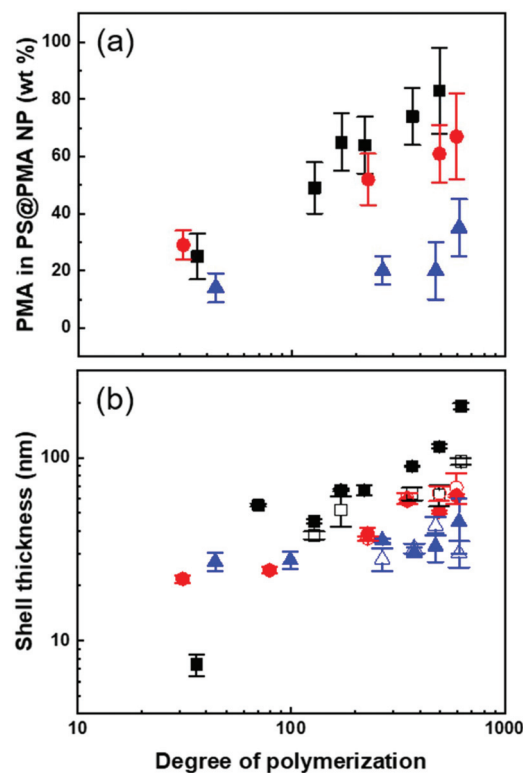 (a)
PMA in PS@PMA NP (wt %)
100
80
60
40
20
0
(b)
Shell thickness (nm)
100
10
10
100
1000
Degree of polymerization